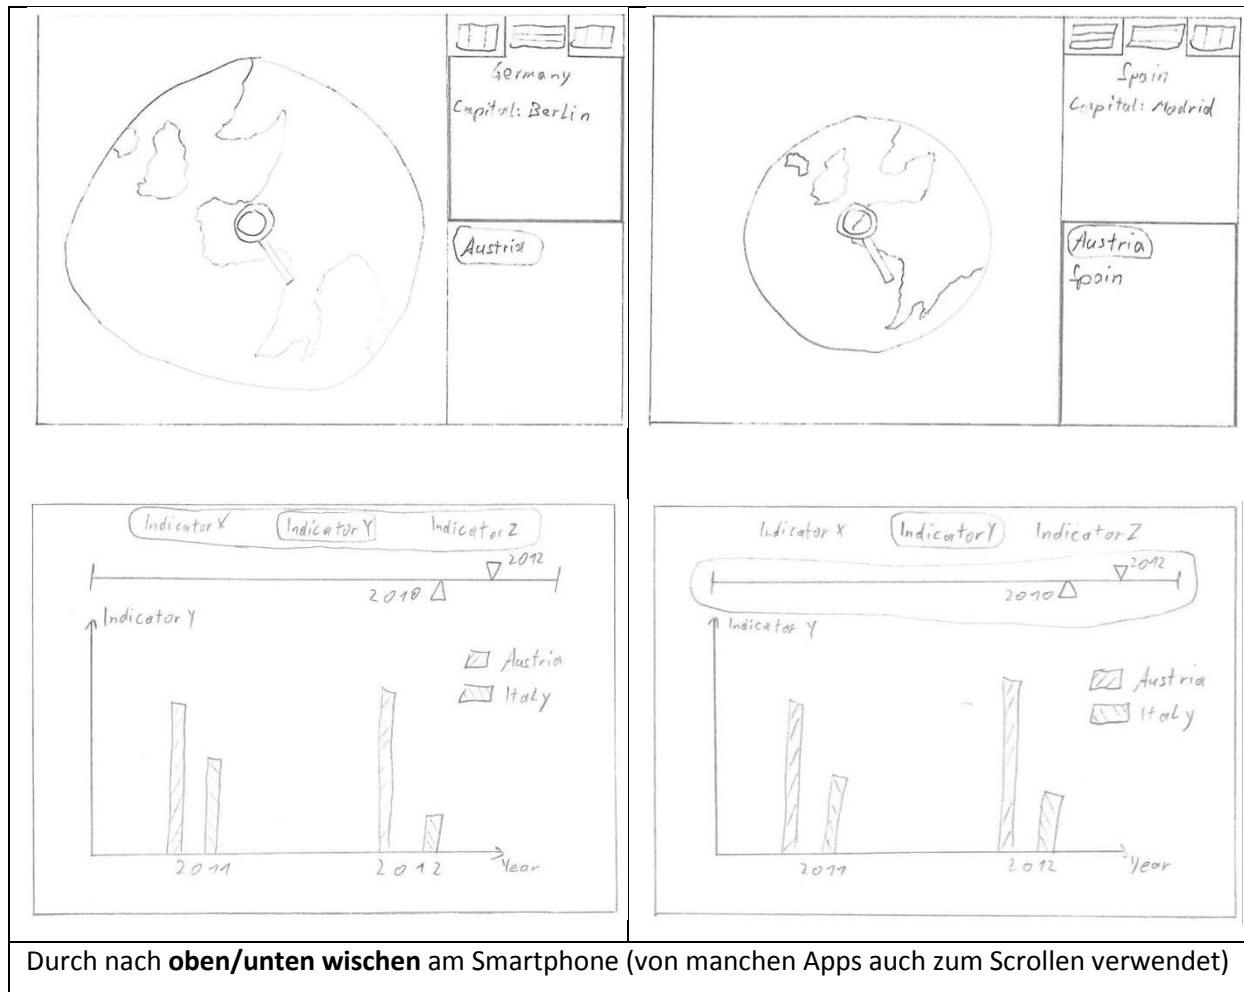 Germany
Capital: Berlin
Austria
Spain
Capital: Madrid
Austria
Spain
Indicator X
Indicator Y
Indicator Z
2012
2010
Indicator Y
Austria
Italy
2011
2012
Year
Indicator X
Indicator Y
Indicator Z
2012
2010
Indicator Y
Austria
Italy
2011
2012
Year
Durch nach oben/unten wischen am Smartphone (von manchen Apps auch zum Scrollen verwendet)